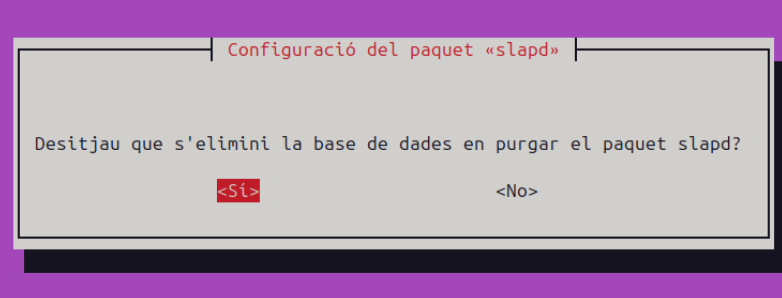 Configuració del paquet «slapd»
Desitjau que s'elimini la base de dades en purgar el paquet slapd?
<Sí> <No>